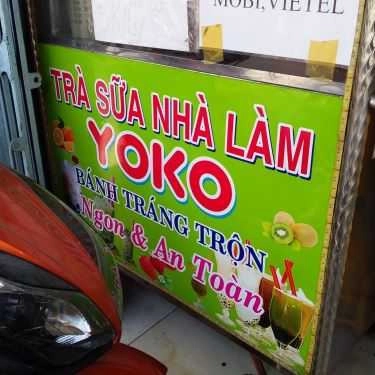 MOBI,VIETEL
TRÀ SỮA NHÀ LÀM
YOKO
BÁNH TRÁNG TRỘN
Ngon & An Toàn